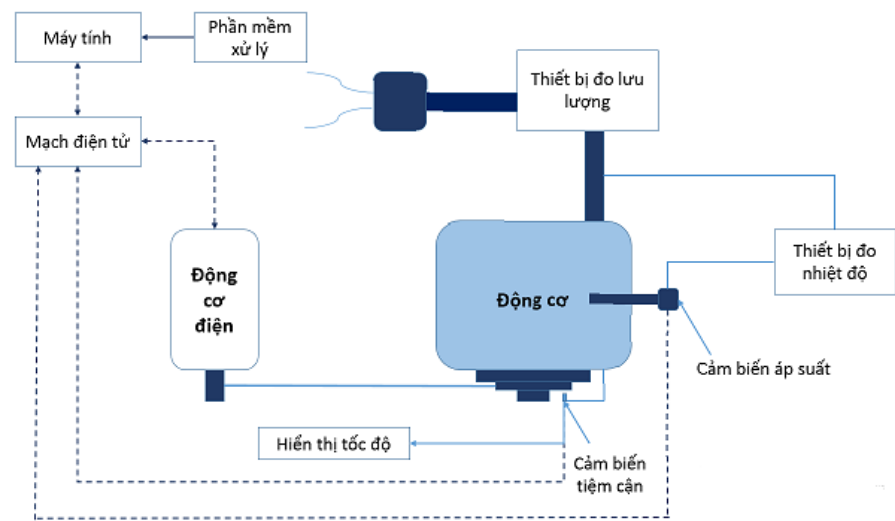 Máy tính
Phần mềm
xử lý
Thiết bị đo lưu
lượng
Mạch điện tử
Động
cơ
điện
Động cơ
Thiết bị đo
nhiệt độ
Cảm biến áp suất
Hiển thị tốc độ
Cảm biến
tiệm cận